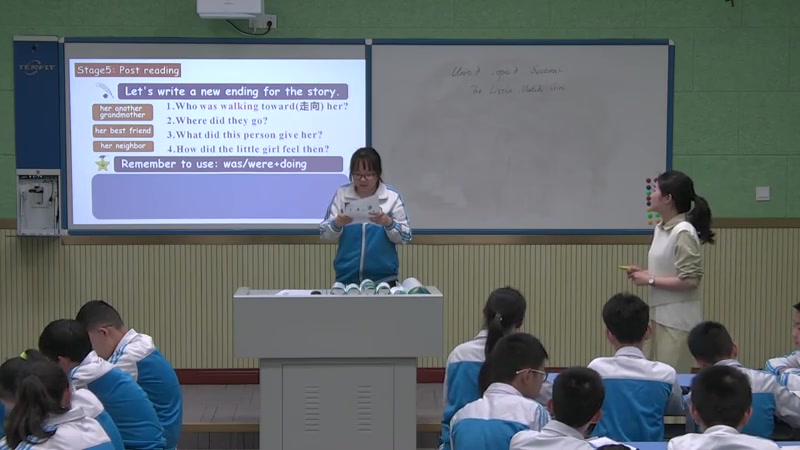 TENFIT
Stage5: Post reading
Let's write a new ending for the story.
her another
grandmother
her best friend
her neighbor
1.Who was walking toward(走向) her?
2.Where did they go?
3.What did this person give her?
4.How did the little girl feel then?
Remember to use: was/were+doing
The Little Match Girl